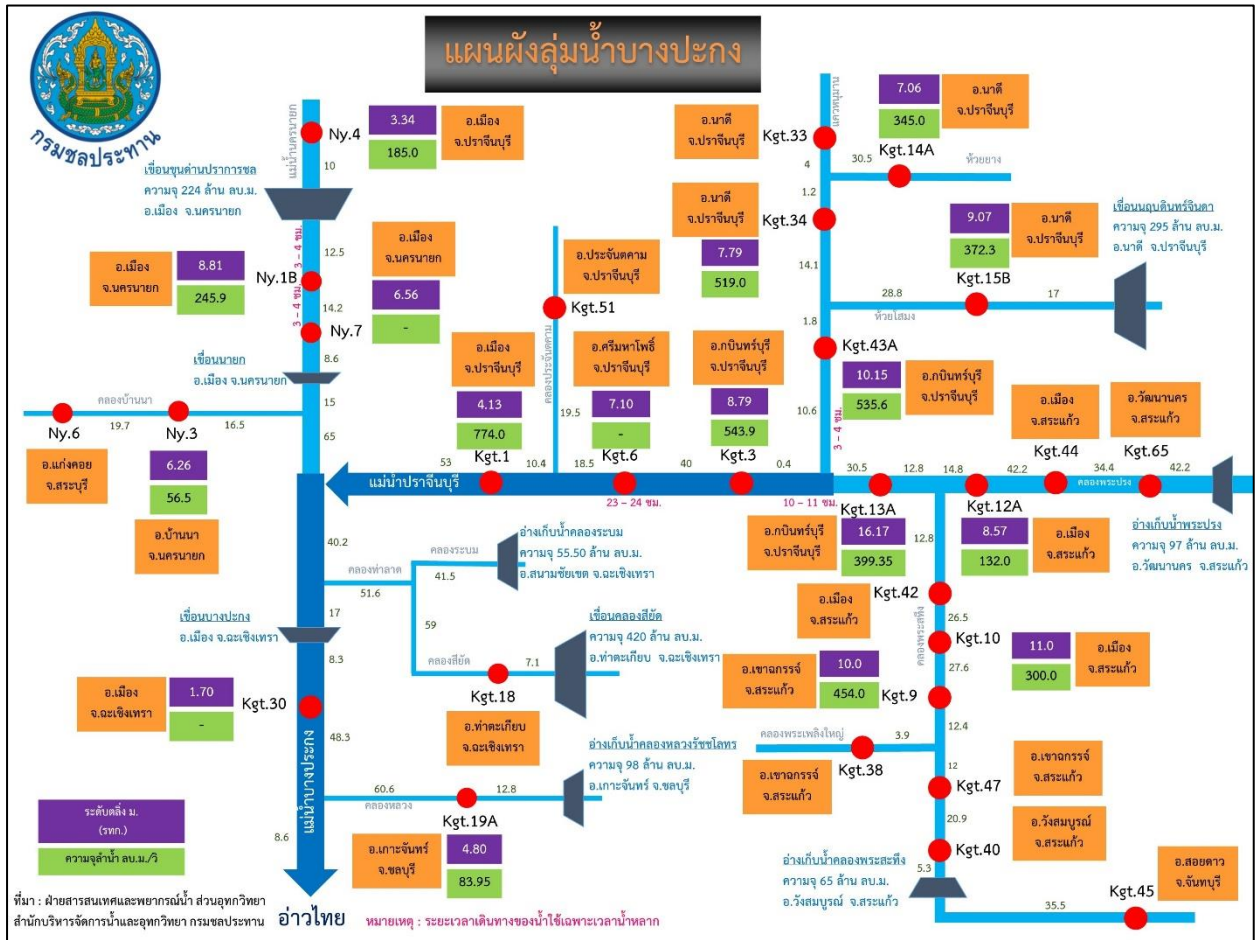 แผนผังลุ่มน้ำบางปะกง
กรมชลประทาน
แม่น้ำนครนายก
Ny.4
3.34
185.0
อ.เมือง
จ.ปราจีนบุรี
10
เขื่อนขุนด่านปราการชล
ความจุ 224 ล้าน ลบ.ม.
อ.เมือง จ.นครนายก
3 – 4 ชม.
12.5
อ.เมือง
จ.นครนายก
8.81
245.9
Ny.1B
3 – 4 ชม.
14.2
Ny.7
อ.เมือง
จ.นครนายก
6.56
-
8.6
เขื่อนนายก
อ.เมือง จ.นครนายก
15
คลองบ้านนา
19.7
16.5
65
Ny.6
Ny.3
อ.แก่งคอย
จ.สระบุรี
6.26
56.5
อ.บ้านนา
จ.นครนายก
อ.นาดี
จ.ปราจีนบุรี
Kgt.33
แควหนุมาน
7.06
345.0
อ.นาดี
จ.ปราจีนบุรี
Kgt.14A
4
30.5
ห้วยยาง
1.2
อ.นาดี
จ.ปราจีนบุรี
Kgt.34
7.79
519.0
14.1
9.07
372.3
อ.นาดี
จ.ปราจีนบุรี
Kgt.15B
เขื่อนนฤบดินทร์จินดา
ความจุ 295 ล้าน ลบ.ม.
อ.นาดี จ.ปราจีนบุรี
28.8
17
ห้วยโสมง
1.8
Kgt.43A
10.15
535.6
อ.กบินทร์บุรี
จ.ปราจีนบุรี
10.6
3 – 4 ชม.
อ.ประจันตคาม
จ.ปราจีนบุรี
Kgt.51
คลองประจันตคาม
19.5
อ.เมือง
จ.ปราจีนบุรี
4.13
774.0
Kgt.1
อ.ศรีมหาโพธิ์
จ.ปราจีนบุรี
7.10
-
Kgt.6
อ.กบินทร์บุรี
จ.ปราจีนบุรี
8.79
543.9
Kgt.3
แม่น้ำปราจีนบุรี
53
10.4
18.5
40
0.4
23 – 24 ชม.
10 – 11 ชม.
30.5
12.8
14.8
42.2
34.4
42.2
อ.เมือง
จ.สระแก้ว
Kgt.44
อ.วัฒนานคร
จ.สระแก้ว
Kgt.65
คลองพระปรง
Kgt.13A
อ.กบินทร์บุรี
จ.ปราจีนบุรี
16.17
399.35
Kgt.12A
8.57
132.0
อ.เมือง
จ.สระแก้ว
อ่างเก็บน้ำพระปรง
ความจุ 97 ล้าน ลบ.ม.
อ.วัฒนานคร จ.สระแก้ว
12.8
อ.เมือง
จ.สระแก้ว
Kgt.42
คลองพระสทึง
26.5
Kgt.10
11.0
300.0
อ.เมือง
จ.สระแก้ว
27.6
อ.เขาฉกรรจ์
จ.สระแก้ว
10.0
454.0
Kgt.9
12.4
คลองพระเพลิงใหญ่
3.9
Kgt.38
อ.เขาฉกรรจ์
จ.สระแก้ว
12
Kgt.47
อ.เขาฉกรรจ์
จ.สระแก้ว
20.9
Kgt.40
อ.วังสมบูรณ์
จ.สระแก้ว
5.3
อ่างเก็บน้ำคลองพระสะทึง
ความจุ 65 ล้าน ลบ.ม.
อ.วังสมบูรณ์ จ.สระแก้ว
35.5
Kgt.45
อ.สอยดาว
จ.จันทบุรี
40.2
คลองท่าลาด
51.6
คลองระบม
41.5
อ่างเก็บน้ำคลองระบม
ความจุ 55.50 ล้าน ลบ.ม.
อ.สนามชัยเขต จ.ฉะเชิงเทรา
59
คลองสียัด
7.1
เขื่อนคลองสียัด
ความจุ 420 ล้าน ลบ.ม.
อ.ท่าตะเกียบ จ.ฉะเชิงเทรา
Kgt.18
อ.ท่าตะเกียบ
จ.ฉะเชิงเทรา
17
เขื่อนบางปะกง
อ.เมือง จ.ฉะเชิงเทรา
8.3
อ.เมือง
จ.ฉะเชิงเทรา
1.70
-
Kgt.30
48.3
แม่น้ำบางปะกง
60.6
12.8
คลองหลวง
Kgt.19A
อ.เกาะจันทร์
จ.ชลบุรี
4.80
83.95
อ่างเก็บน้ำคลองหลวงรัชชโลทร
ความจุ 98 ล้าน ลบ.ม.
อ.เกาะจันทร์ จ.ชลบุรี
8.6
ระดับตลิ่ง ม.
(รทก.)
ความจุลำน้ำ ลบ.ม./วิ
ที่มา : ฝ่ายสารสนเทศและพยากรณ์น้ำ ส่วนอุทกวิทยา
สำนักบริหารจัดการน้ำและอุทกวิทยา กรมชลประทาน
อ่าวไทย
หมายเหตุ : ระยะเวลาเดินทางของน้ำใช้เฉพาะเวลาน้ำหลาก